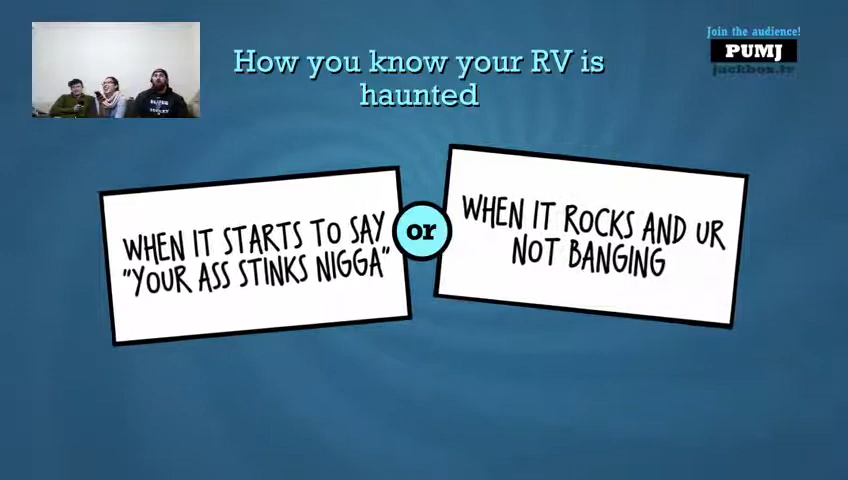 Join the audience!
PUMJ
jackbox.tv
How you know your RV is
haunted
WHEN IT STARTS TO SAY
"YOUR ASS STINKS NIGGA"
or
WHEN IT ROCKS AND UR
NOT BANGING